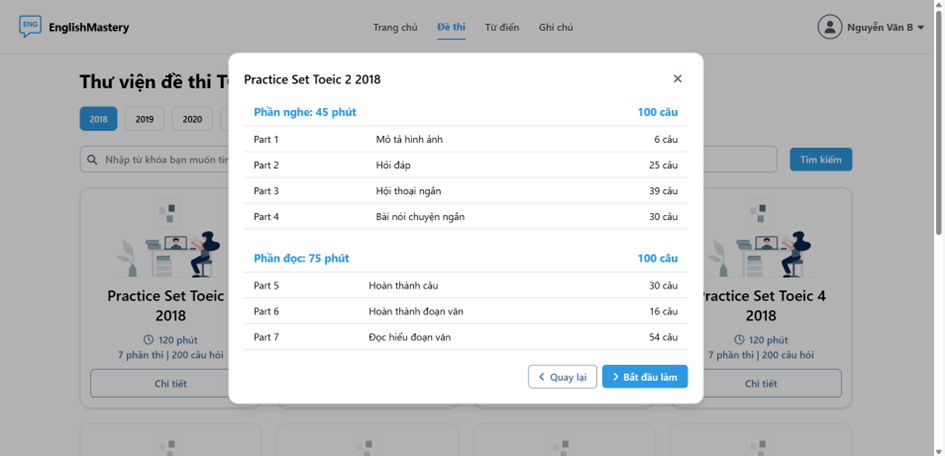 ENG EnglishMastery Trang chủ Đề thi Từ điển Ghi chú Nguyễn Văn B
Thư viện đề thi
2018 2019 2020
Nhập từ khóa bạn muốn Tìm kiếm
Practice Set Toeic 2 2018
Phần nghe: 45 phút 100 câu
Part 1 Mô tả hình ảnh 6 câu
Part 2 Hỏi đáp 25 câu
Part 3 Hội thoại ngắn 39 câu
Part 4 Bài nói chuyện ngắn 30 câu
Phần đọc: 75 phút 100 câu
Part 5 Hoàn thành câu 30 câu
Part 6 Hoàn thành đoạn văn 16 câu
Part 7 Đọc hiểu đoạn văn 54 câu
Quay lại Bắt đầu làm
Practice Set Toeic
2018
120 phút
7 phần thi | 200 câu hỏi
Chi tiết
Practice Set Toeic 4
2018
120 phút
7 phần thi | 200 câu hỏi
Chi tiết